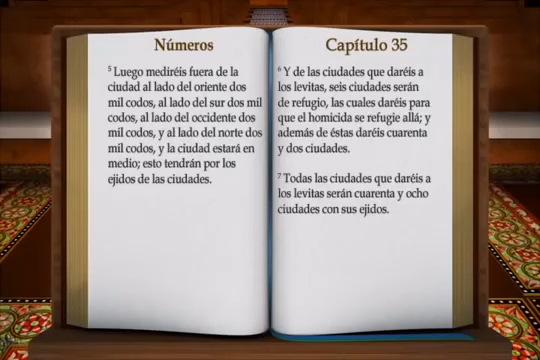 Números
⁵ Luego mediréis fuera de la
ciudad al lado del oriente dos
mil codos, al lado del sur dos mil
codos, al lado del occidente dos
mil codos, y al lado del norte dos
mil codos, y la ciudad estará en
medio; esto tendrán por los
ejidos de las ciudades.
Capítulo 35
⁶ Y de las ciudades que daréis a
los levitas, seis ciudades serán
de refugio, las cuales daréis para
que el homicida se refugie allá; y
además de éstas daréis cuarenta
y dos ciudades.
⁷ Todas las ciudades que daréis a
los levitas serán cuarenta y ocho
ciudades con sus ejidos.